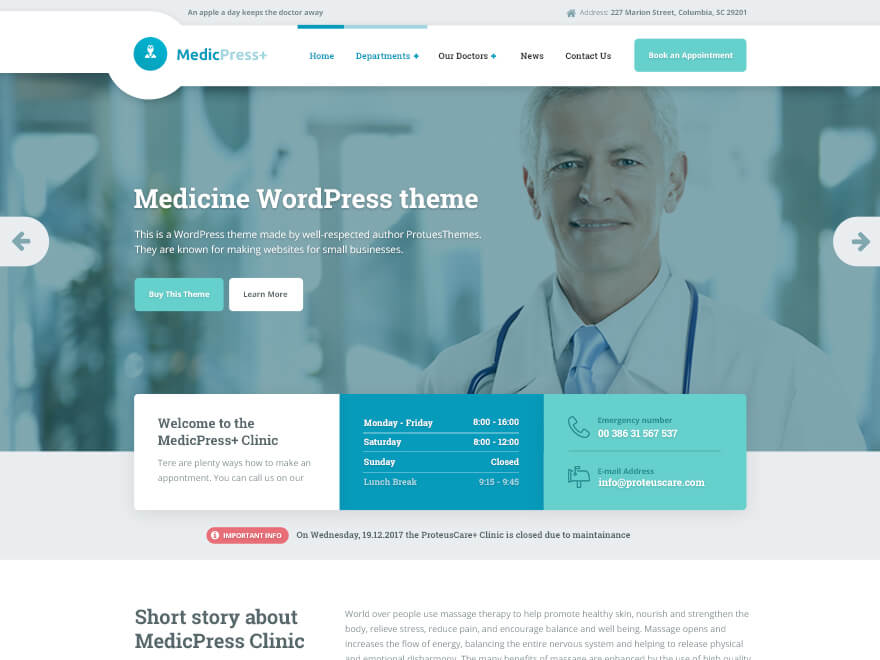 An apple a day keeps the doctor away
Address: 227 Marion Street, Columbia, SC 29201
MedicPress+
Home
Departments +
Our Doctors +
News
Contact Us
Book an Appointment
Medicine WordPress theme
This is a WordPress theme made by well-respected author ProtuesThemes.
They are known for making websites for small businesses.
Buy This Theme
Learn More
Welcome to the
MedicPress+ Clinic
Tere are plenty ways how to make an
appontment. You can call us on our
Monday - Friday 8:00 - 16:00
Saturday 8:00 - 12:00
Sunday Closed
Lunch Break 9:15 - 9:45
Emergency number
00 386 31 567 537
E-mail Address
info@proteuscare.com
IMPORTANT INFO
On Wednesday, 19.12.2017 the ProteusCare+ Clinic is closed due to maintainance
Short story about
MedicPress Clinic
World over people use massage therapy to help promote healthy skin, nourish and strengthen the
body, relieve stress, reduce pain, and encourage balance and well being. Massage opens and
increases the flow of energy, balancing the entire nervous system and helping to release physical
and emotional disharmony. The many benefits of massage are enhanced by the use of high quality